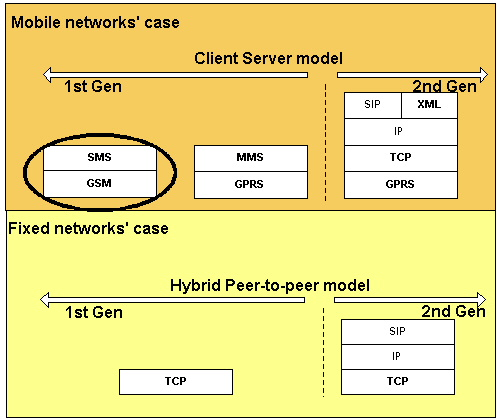 Mobile networks' case
Client Server model
1st Gen
2nd Gen
SIP XML
IP
SMS MMS TCP
GSM GPRS GPRS
Fixed networks' case
Hybrid Peer-to-peer model
1st Gen
2nd Gen
SIP
IP
TCP TCP